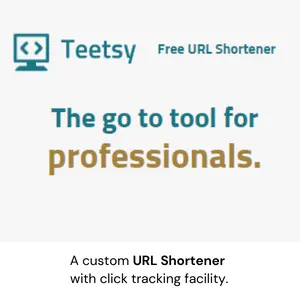 Teetsy Free URL Shortener
The go to tool for
professionals.
A custom URL Shortener
with click tracking facility.